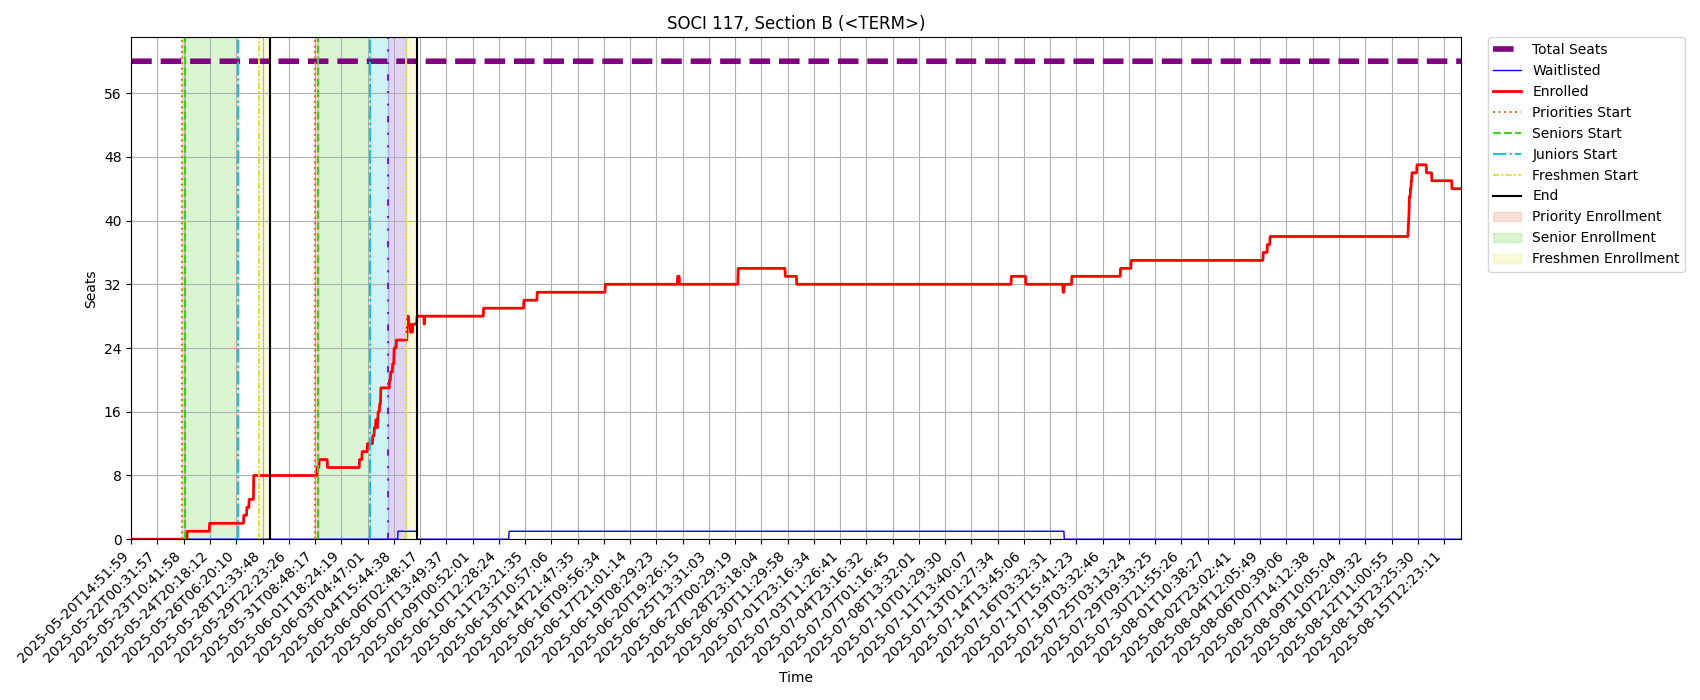 SOCI 117, Section B (<TERM>)
Total Seats
Waitlisted
Enrolled
Priorities Start
Seniors Start
Juniors Start
Freshmen Start
End
Priority Enrollment
Senior Enrollment
Freshmen Enrollment
Seats
56
48
40
32
24
16
8
0
2025-05-20T14:51:59
2025-05-22T00:31:57
2025-05-23T10:41:58
2025-05-24T20:18:12
2025-05-26T06:20:16
2025-05-28T12:33:48
2025-05-29T22:23:26
2025-05-31T08:48:17
2025-06-01T18:24:19
2025-06-03T04:47:01
2025-06-04T15:44:38
2025-06-06T02:48:17
2025-06-07T13:49:37
2025-06-09T00:52:01
2025-06-10T12:28:24
2025-06-11T23:21:35
2025-06-13T10:57:06
2025-06-14T21:47:35
2025-06-16T09:56:34
2025-06-17T21:01:14
2025-06-19T08:29:23
2025-06-20T19:26:15
2025-06-25T13:31:03
2025-06-27T00:29:19
2025-06-28T23:18:04
2025-06-30T11:29:58
2025-07-01T23:16:34
2025-07-03T11:26:41
2025-07-04T23:16:32
2025-07-07T01:16:45
2025-07-08T13:32:01
2025-07-10T01:29:30
2025-07-11T13:40:07
2025-07-13T01:27:34
2025-07-14T13:45:06
2025-07-16T03:32:31
2025-07-17T15:41:23
2025-07-19T03:32:46
2025-07-25T03:13:24
2025-07-29T09:33:25
2025-07-30T21:55:26
2025-08-01T10:38:27
2025-08-02T23:02:41
2025-08-04T12:05:49
2025-08-06T00:39:06
2025-08-07T14:12:38
2025-08-09T10:05:04
2025-08-10T22:09:32
2025-08-12T11:00:55
2025-08-13T23:25:30
2025-08-15T12:23:11
Time